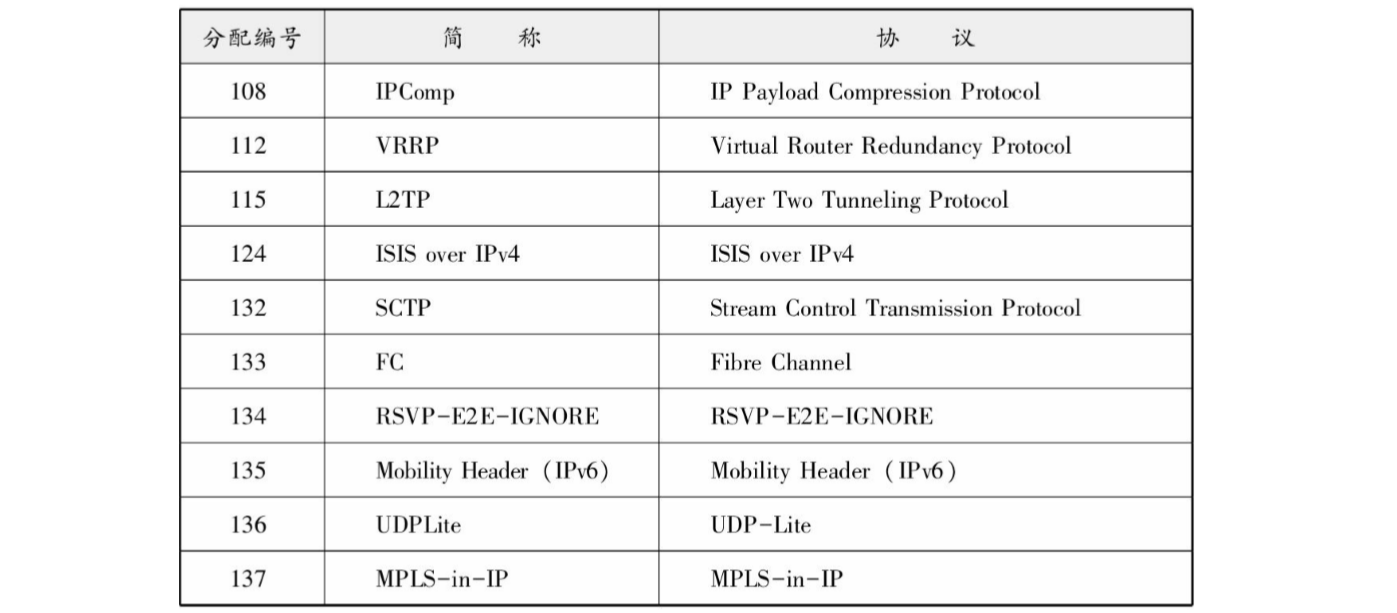 分配编号 简称 协议
108 IPComp IP Payload Compression Protocol
112 VRRP Virtual Router Redundancy Protocol
115 L2TP Layer Two Tunneling Protocol
124 ISIS over IPv4 ISIS over IPv4
132 SCTP Stream Control Transmission Protocol
133 FC Fibre Channel
134 RSVP-E2E-IGNORE RSVP-E2E-IGNORE
135 Mobility Header (IPv6) Mobility Header (IPv6)
136 UDPLite UDP-Lite
137 MPLS-in-IP MPLS-in-IP